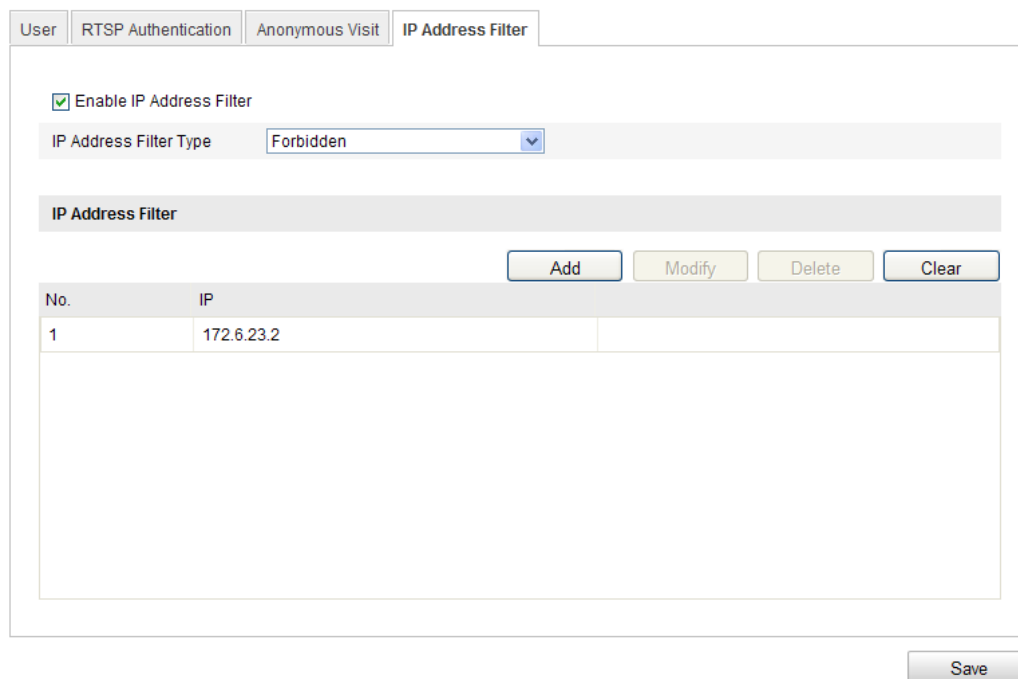 User RTSP Authentication Anonymous Visit IP Address Filter
Enable IP Address Filter
IP Address Filter Type Forbidden
IP Address Filter
Add Modify Delete Clear
No. IP
1 172.6.23.2
Save